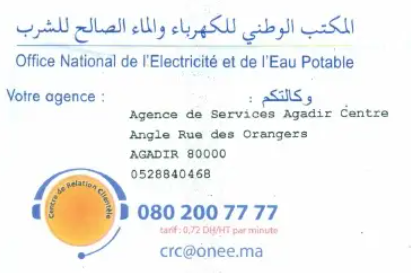 المكتب الوطني للكهرباء والماء الصالح للشرب
Office National de l'Electricité et de l'Eau Potable
Votre agence : وكالتكم :
Agence de Services Agadir Centre
Angle Rue des Orangers
AGADIR 80000
0528840468
Centre de Relation Clientèle
080 200 77 77
tarif : 0,72 DH/HT par minute
crc@onee.ma